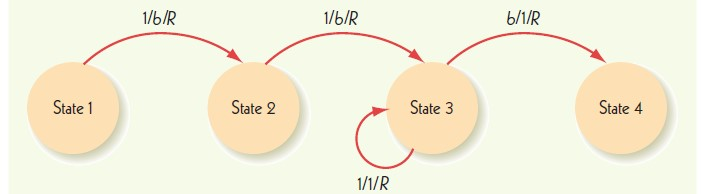 1/b/R 1/b/R b/1/R
State 1 State 2 State 3 State 4
1/1/R